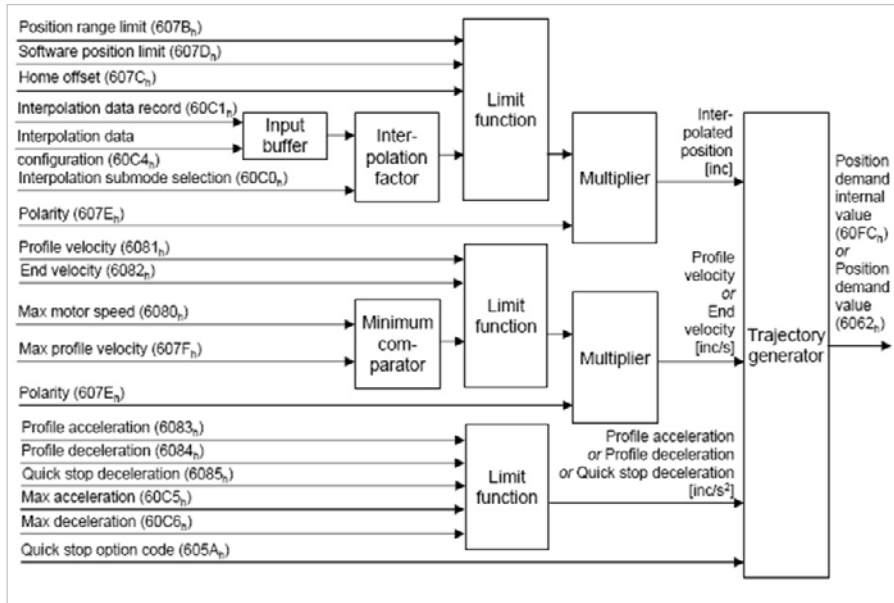 Position range limit (607Bₕ)
Software position limit (607Dₕ)
Home offset (607Cₕ)
Interpolation data record (60C1ₕ)
Interpolation data
configuration (60C4ₕ)
Interpolation submode selection (60C0ₕ)
Input
buffer
Inter-
polation
factor
Limit
function
Polarity (607Eₕ)
Multiplier
Inter-
polated
position
[inc]
Profile velocity (6081ₕ)
End velocity (6082ₕ)
Max motor speed (6080ₕ)
Max profile velocity (607Fₕ)
Minimum
com-
parator
Limit
function
Polarity (607Eₕ)
Multiplier
Profile
velocity
or
End
velocity
[inc/s]
Profile acceleration (6083ₕ)
Profile deceleration (6084ₕ)
Quick stop deceleration (6085ₕ)
Max acceleration (60C5ₕ)
Max deceleration (60C6ₕ)
Limit
function
Profile acceleration
or Profile deceleration
or Quick stop deceleration
[inc/s²]
Quick stop option code (605Aₕ)
Trajectory
generator
Position
demand
internal
value
(60FCₕ)
or
Position
demand
value
(6062ₕ)